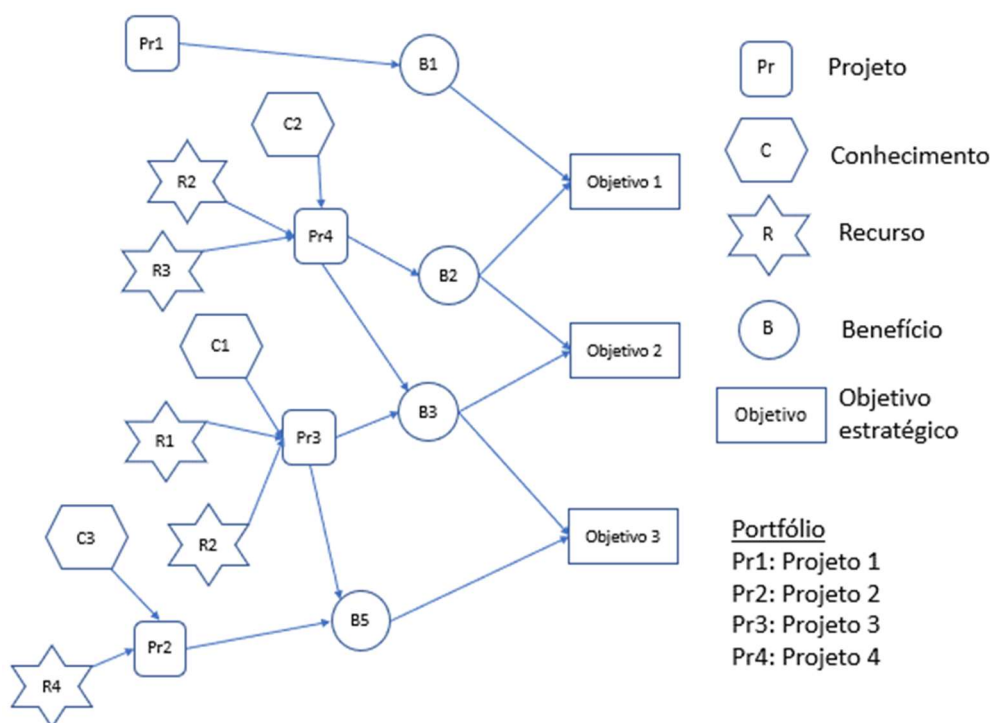 Pr1
B1
C2
R2
Pr4
R3
B2
C1
R1
Pr3
B3
R2
C3
R4
Pr2
B5
Objetivo 1
Objetivo 2
Objetivo 3
Pr
Projeto
C
Conhecimento
R
Recurso
B
Benefício
Objetivo
Objetivo
estratégico
Portfólio
Pr1: Projeto 1
Pr2: Projeto 2
Pr3: Projeto 3
Pr4: Projeto 4